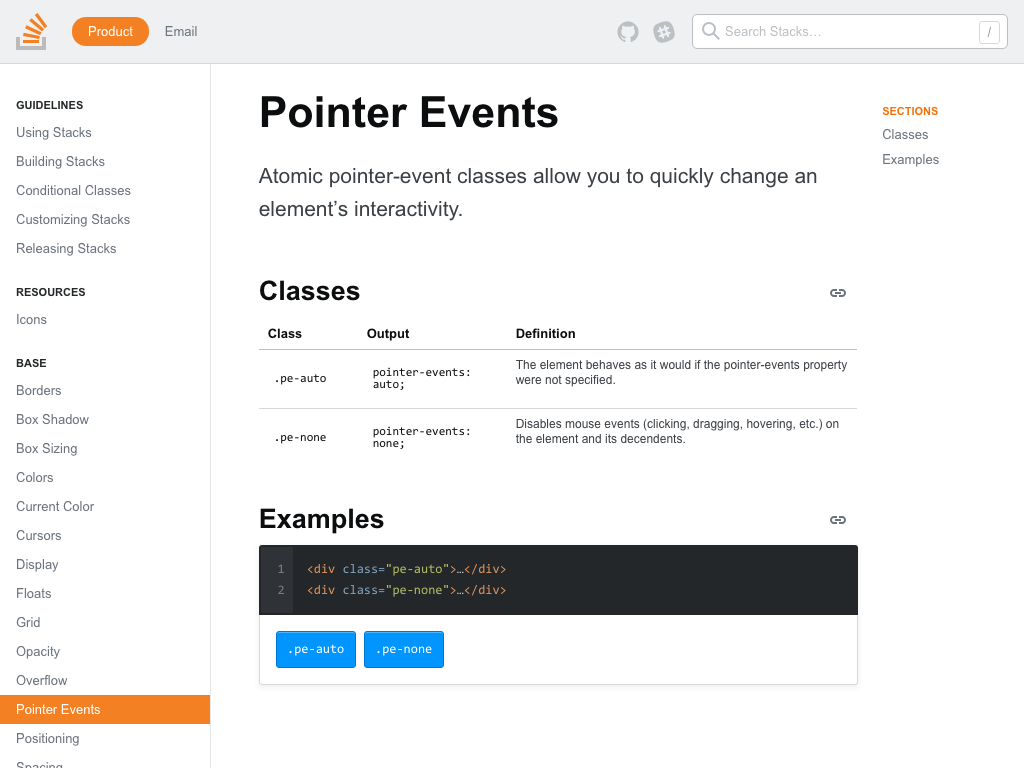 Product
Email
Search Stacks…
/
GUIDELINES
Using Stacks
Building Stacks
Conditional Classes
Customizing Stacks
Releasing Stacks
RESOURCES
Icons
BASE
Borders
Box Shadow
Box Sizing
Colors
Current Color
Cursors
Display
Floats
Grid
Opacity
Overflow
Pointer Events
Positioning
Spacing
Pointer Events
Atomic pointer-event classes allow you to quickly change an
element’s interactivity.
Classes
Class Output Definition
.pe-auto
pointer-events:
auto;
The element behaves as it would if the pointer-events property
were not specified.
.pe-none
pointer-events:
none;
Disables mouse events (clicking, dragging, hovering, etc.) on
the element and its decendents.
Examples
1 <div class="pe-auto">…</div>
2 <div class="pe-none">…</div>
.pe-auto
.pe-none
SECTIONS
Classes
Examples